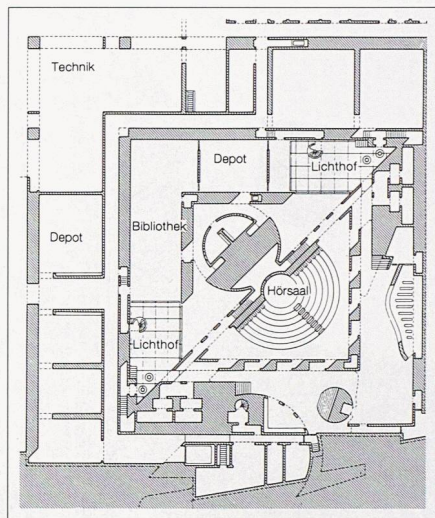 Technik
Depot
Lichthof
Bibliothek
Depot
Hörsaal
Lichthof